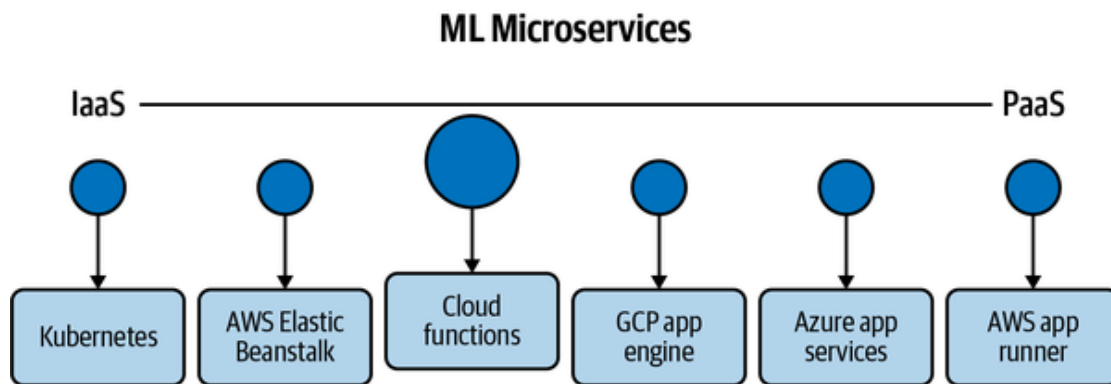 ML Microservices
IaaS
PaaS
Kubernetes
AWS Elastic
Beanstalk
Cloud
functions
GCP app
engine
Azure app
services
AWS app
runner